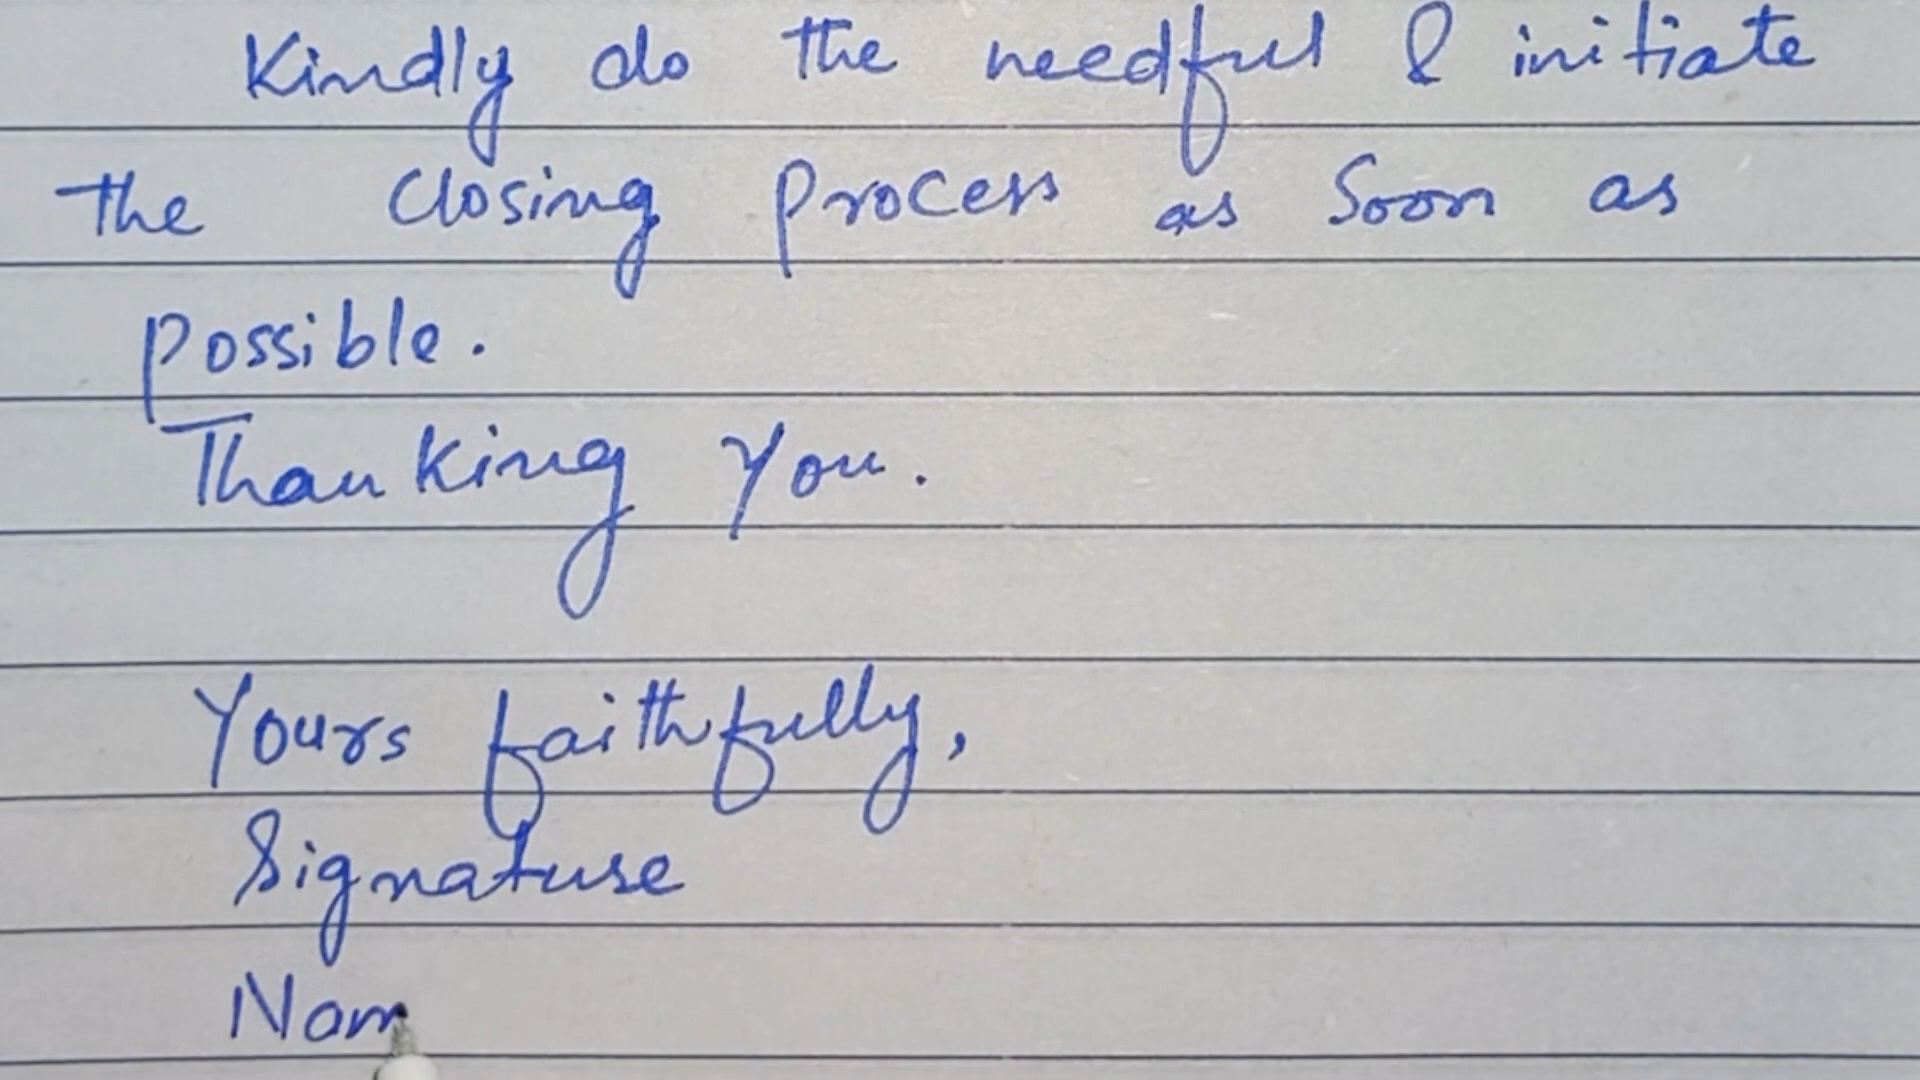 Kindly do the needful & initiate
the closing process as soon as
possible.
Thanking you.
Yours faithfully,
Signature
Nam